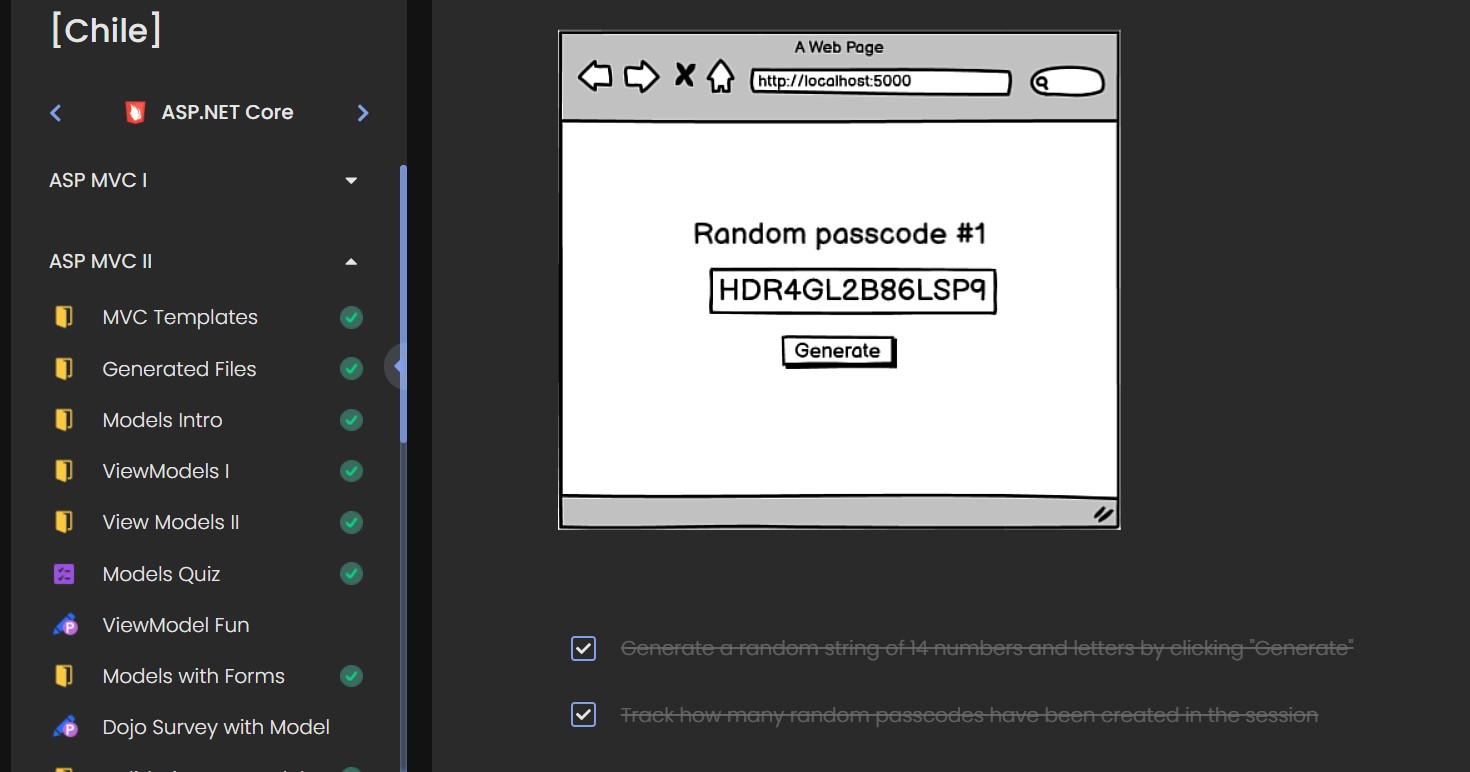 [Chile]
ASP.NET Core
ASP MVC I
ASP MVC II
MVC Templates
Generated Files
Models Intro
ViewModels I
View Models II
Models Quiz
ViewModel Fun
Models with Forms
Dojo Survey with Model
A Web Page
http://localhost:5000
Random passcode #1
HDR4GL2B86LSP9
Generate
Generate a random string of 14 numbers and letters by clicking "Generate"
Track how many random passcodes have been created in the session